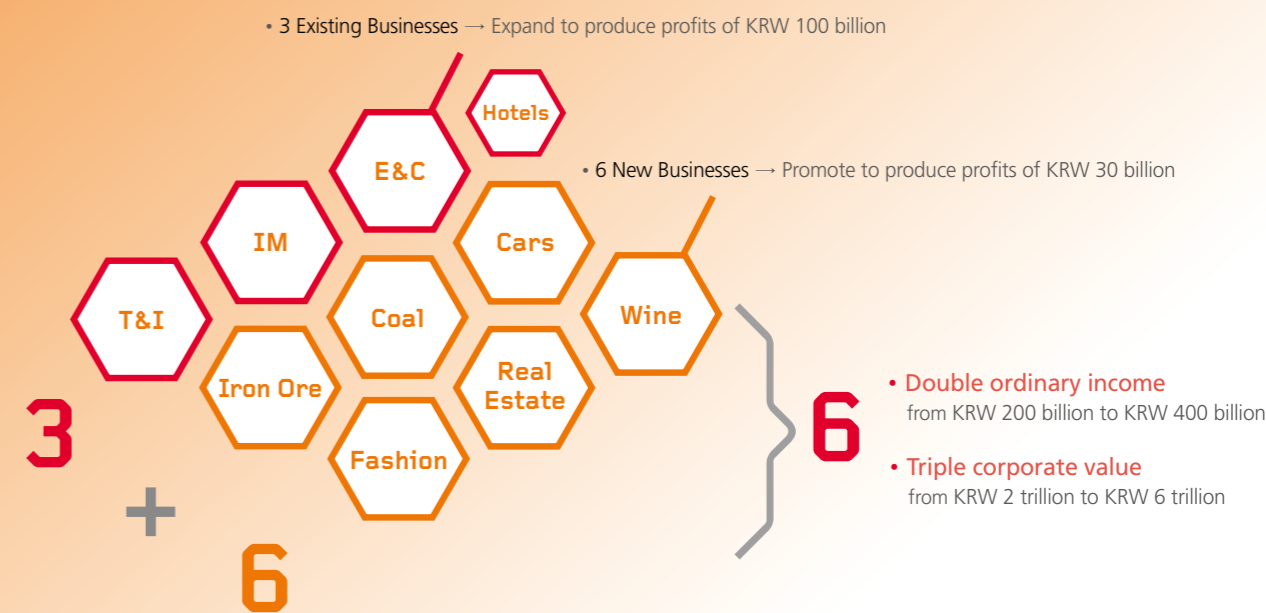 • 3 Existing Businesses → Expand to produce profits of KRW 100 billion
Hotels
E&C
• 6 New Businesses → Promote to produce profits of KRW 30 billion
IM
Cars
T&I
Coal
Wine
Iron Ore
Real
Estate
Fashion
3
+
6
6
• Double ordinary income
from KRW 200 billion to KRW 400 billion
• Triple corporate value
from KRW 2 trillion to KRW 6 trillion